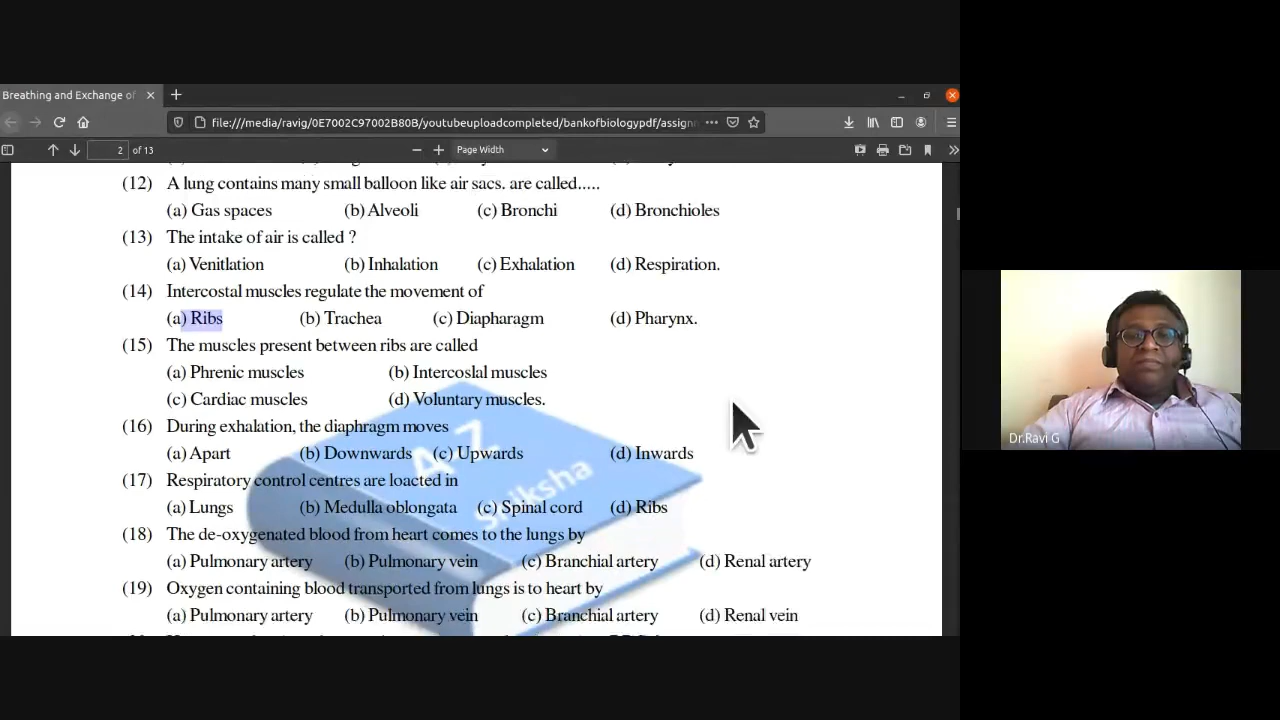 Breathing and Exchange of
file:///media/ravig/0E7002C97002B80B/youtubeuploadcompleted/bankofbiologypdf/assignm
2 of 13 Page Width
(12) A lung contains many small balloon like air sacs. are called.....
(a) Gas spaces (b) Alveoli (c) Bronchi (d) Bronchioles
(13) The intake of air is called ?
(a) Venitlation (b) Inhalation (c) Exhalation (d) Respiration.
(14) Intercostal muscles regulate the movement of
(a) Ribs (b) Trachea (c) Diapharagm (d) Pharynx.
(15) The muscles present between ribs are called
(a) Phrenic muscles (b) Intercoslal muscles
(c) Cardiac muscles (d) Voluntary muscles.
(16) During exhalation, the diaphragm moves
(a) Apart (b) Downwards (c) Upwards (d) Inwards
(17) Respiratory control centres are loacted in
(a) Lungs (b) Medulla oblongata (c) Spinal cord (d) Ribs
(18) The de-oxygenated blood from heart comes to the lungs by
(a) Pulmonary artery (b) Pulmonary vein (c) Branchial artery (d) Renal artery
(19) Oxygen containing blood transported from lungs is to heart by
(a) Pulmonary artery (b) Pulmonary vein (c) Branchial artery (d) Renal vein
A-Z
Shiksha
Dr.Ravi G